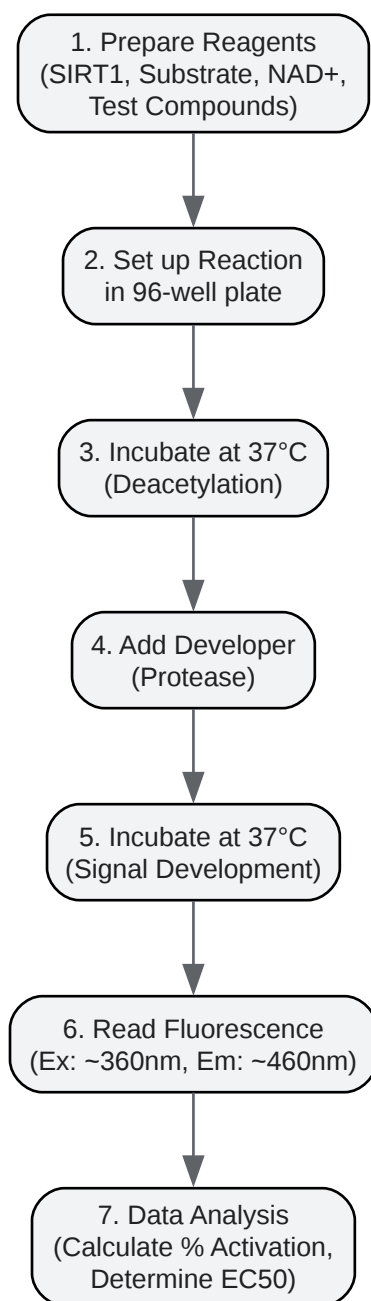 1. Prepare Reagents
(SIRT1, Substrate, NAD+,
Test Compounds)
2. Set up Reaction
in 96-well plate
3. Incubate at 37°C
(Deacetylation)
4. Add Developer
(Protease)
5. Incubate at 37°C
(Signal Development)
6. Read Fluorescence
(Ex: ~360nm, Em: ~460nm)
7. Data Analysis
(Calculate % Activation,
Determine EC50)